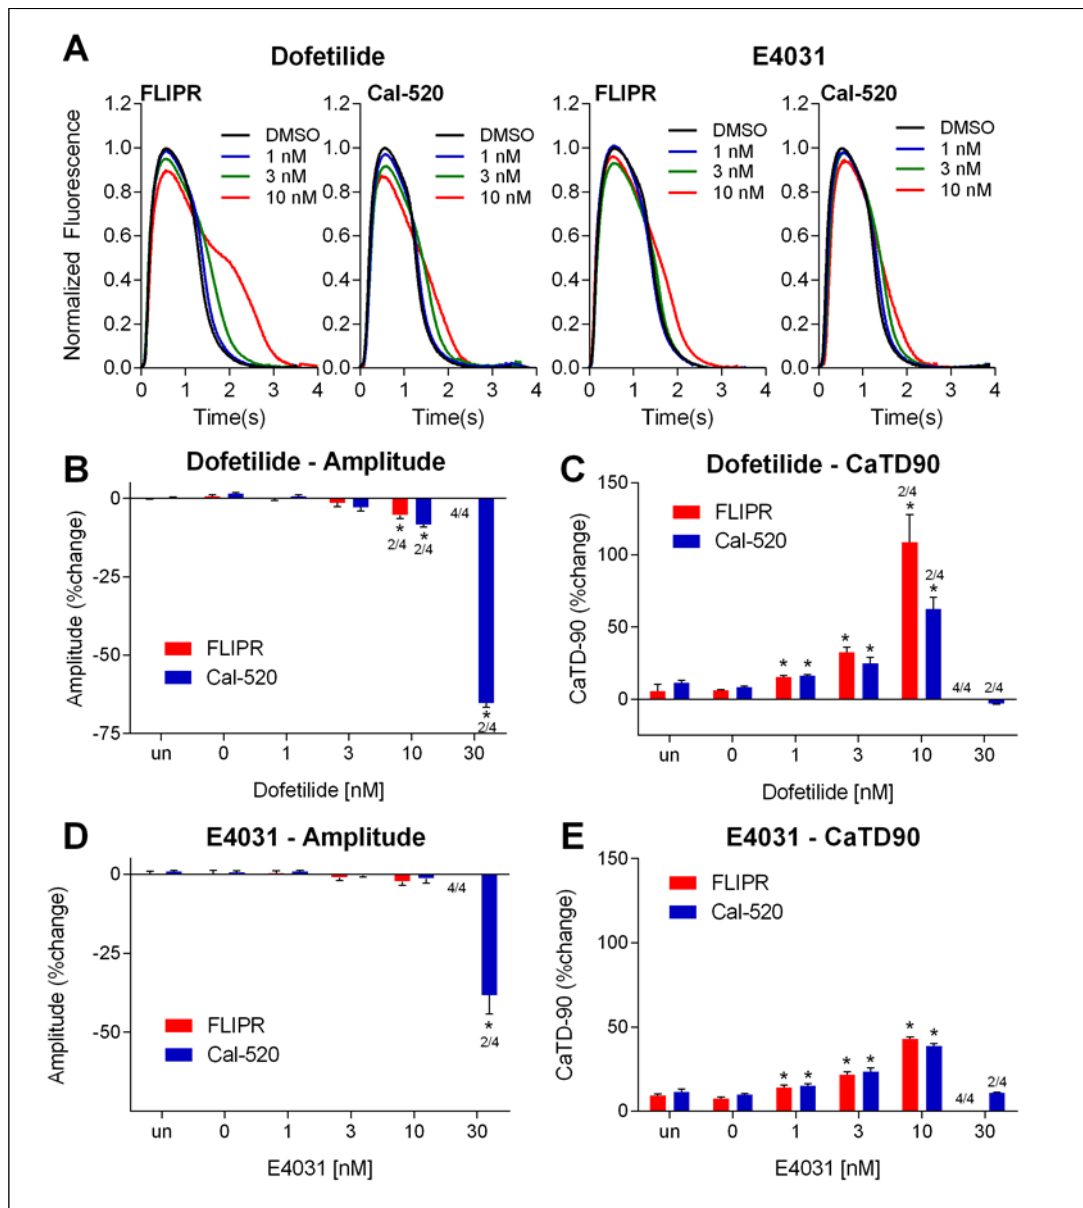 A
Dofetilide
E4031
FLIPR
Cal-520
FLIPR
Cal-520
Normalized Fluorescence
1.2
1.0
0.8
0.6
0.4
0.2
0.0
0 1 2 3 4
Time(s)
DMSO
1 nM
3 nM
10 nM
1.2
1.0
0.8
0.6
0.4
0.2
0.0
0 1 2 3 4
Time(s)
DMSO
1 nM
3 nM
10 nM
1.2
1.0
0.8
0.6
0.4
0.2
0.0
0 1 2 3 4
Time(s)
DMSO
1 nM
3 nM
10 nM
1.2
1.0
0.8
0.6
0.4
0.2
0.0
0 1 2 3 4
Time(s)
DMSO
1 nM
3 nM
10 nM
B
Dofetilide - Amplitude
Amplitude (%change)
0
-25
-50
-75
* 2/4
* 2/4
4/4
* 2/4
FLIPR
Cal-520
un 0 1 3 10 30
Dofetilide [nM]
C
Dofetilide - CaTD90
CaTD-90 (%change)
150
100
50
0
FLIPR
Cal-520
* *
* *
2/4 *
2/4 *
4/4
2/4
un 0 1 3 10 30
Dofetilide [nM]
D
E4031 - Amplitude
Amplitude (%change)
0
-50
4/4
* 2/4
FLIPR
Cal-520
un 0 1 3 10 30
E4031 [nM]
E
E4031 - CaTD90
CaTD-90 (%change)
150
100
50
0
FLIPR
Cal-520
* *
* *
* *
4/4
2/4
un 0 1 3 10 30
E4031 [nM]